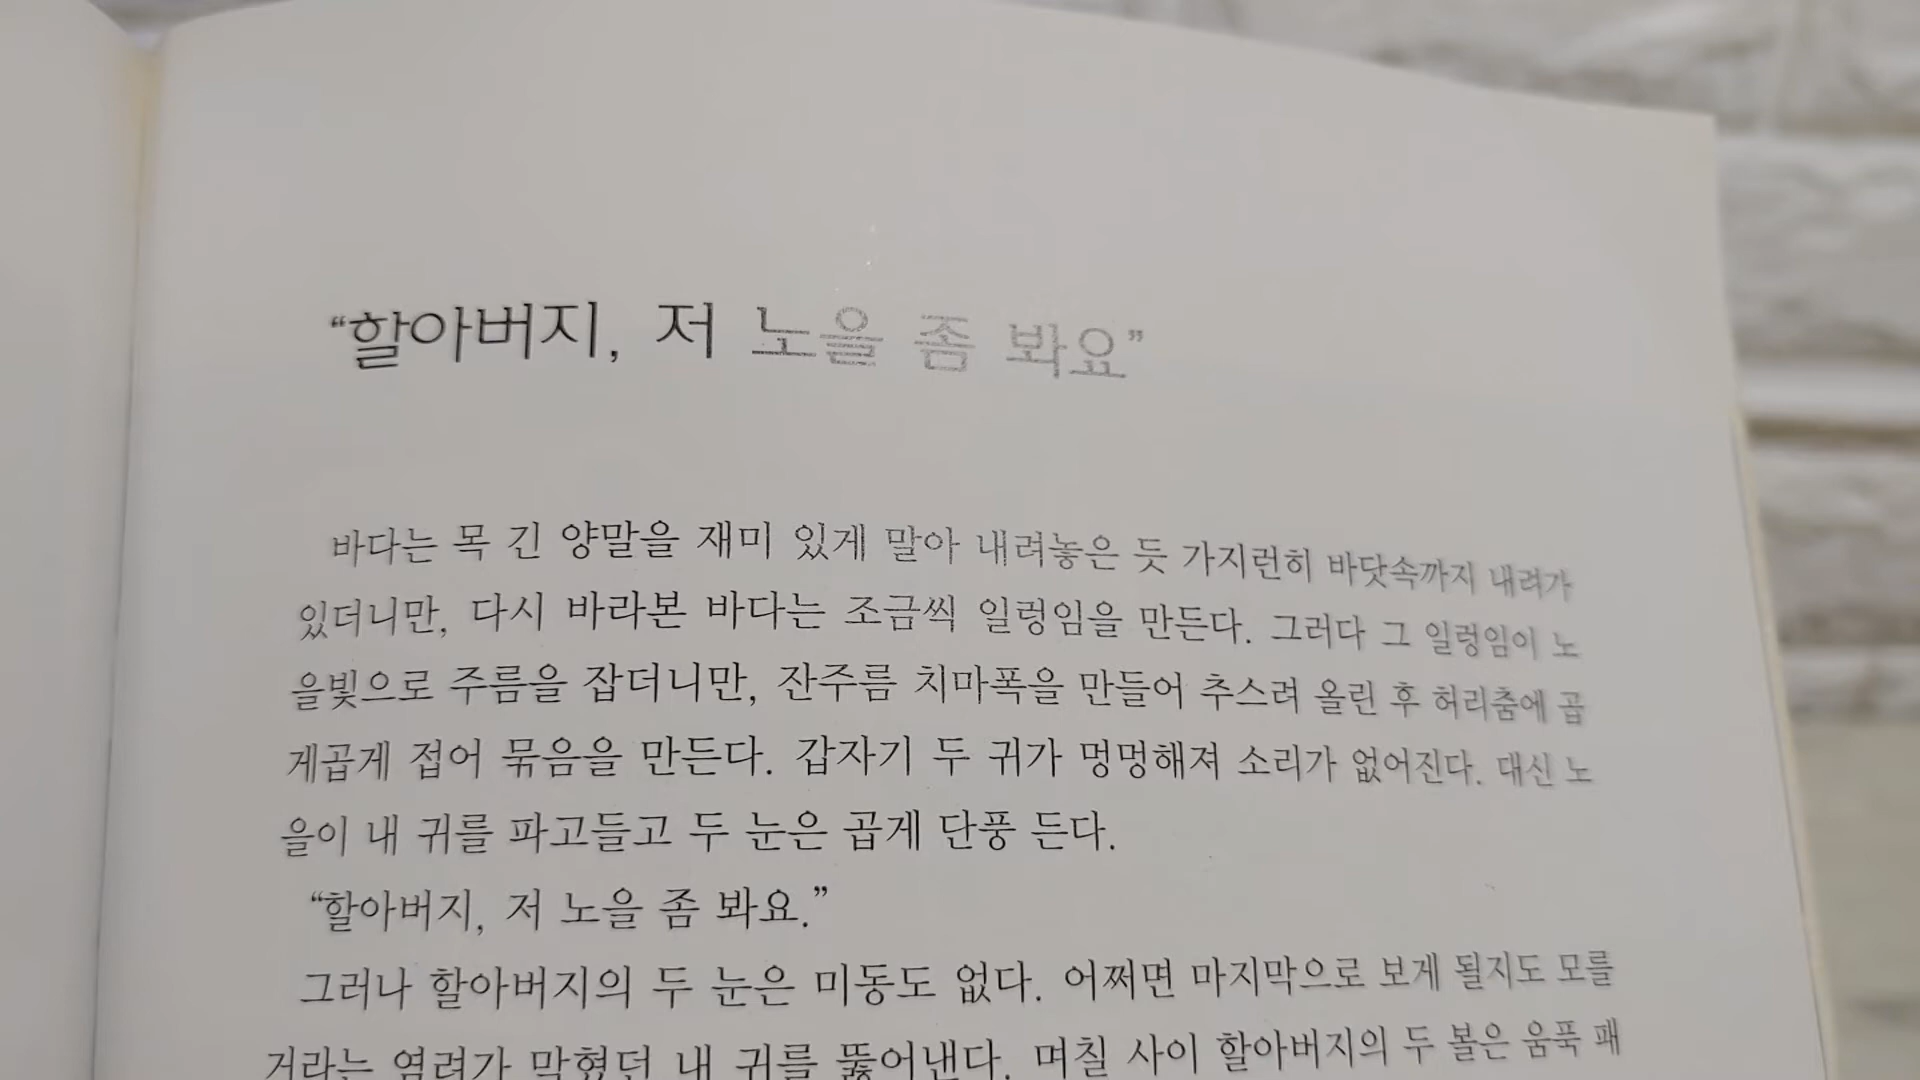 “할아버지, 저 노을 좀 봐요”
바다는 목 긴 양말을 재미 있게 말아 내려놓은 듯 가지런히 바닷속까지 내려가
있더니만, 다시 바라본 바다는 조금씩 일렁임을 만든다. 그러다 그 일렁임이 노
을빛으로 주름을 잡더니만, 잔주름 치마폭을 만들어 추스려 올린 후 허리춤에 곱
게곱게 접어 묶음을 만든다. 갑자기 두 귀가 멍멍해져 소리가 없어진다. 대신 노
을이 내 귀를 파고들고 두 눈은 곱게 단풍 든다.
“할아버지, 저 노을 좀 봐요.”
그러나 할아버지의 두 눈은 미동도 없다. 어쩌면 마지막으로 보게 될지도 모를
거라는 염려가 막혔던 내 귀를 뚫어낸다. 며칠 사이 할아버지의 두 볼은 움푹 패